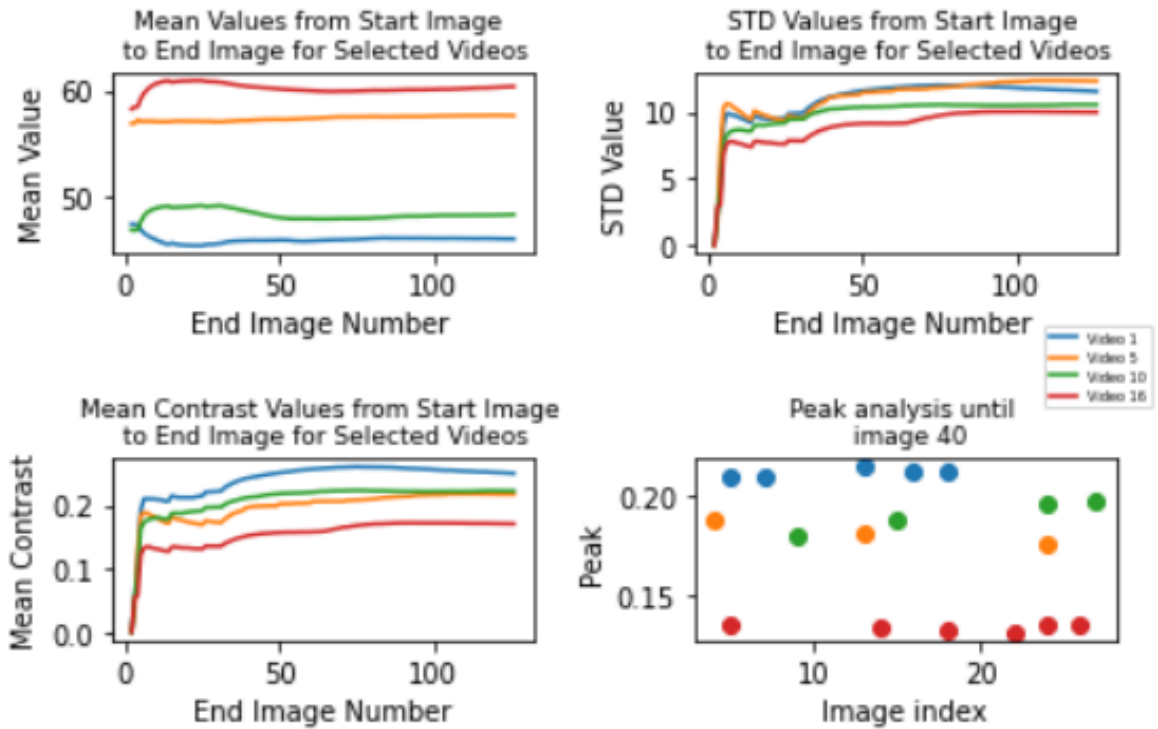 Mean Values from Start Image
to End Image for Selected Videos
60
50
Mean Value
0
50
100
End Image Number
STD Values from Start Image
to End Image for Selected Videos
10
5
0
STD Value
0
50
100
End Image Number
Video 1
Video 5
Video 10
Video 16
Mean Contrast Values from Start Image
to End Image for Selected Videos
0.2
0.1
0.0
Mean Contrast
0
50
100
End Image Number
Peak analysis until
image 40
0.20
0.15
Peak
10
20
Image index